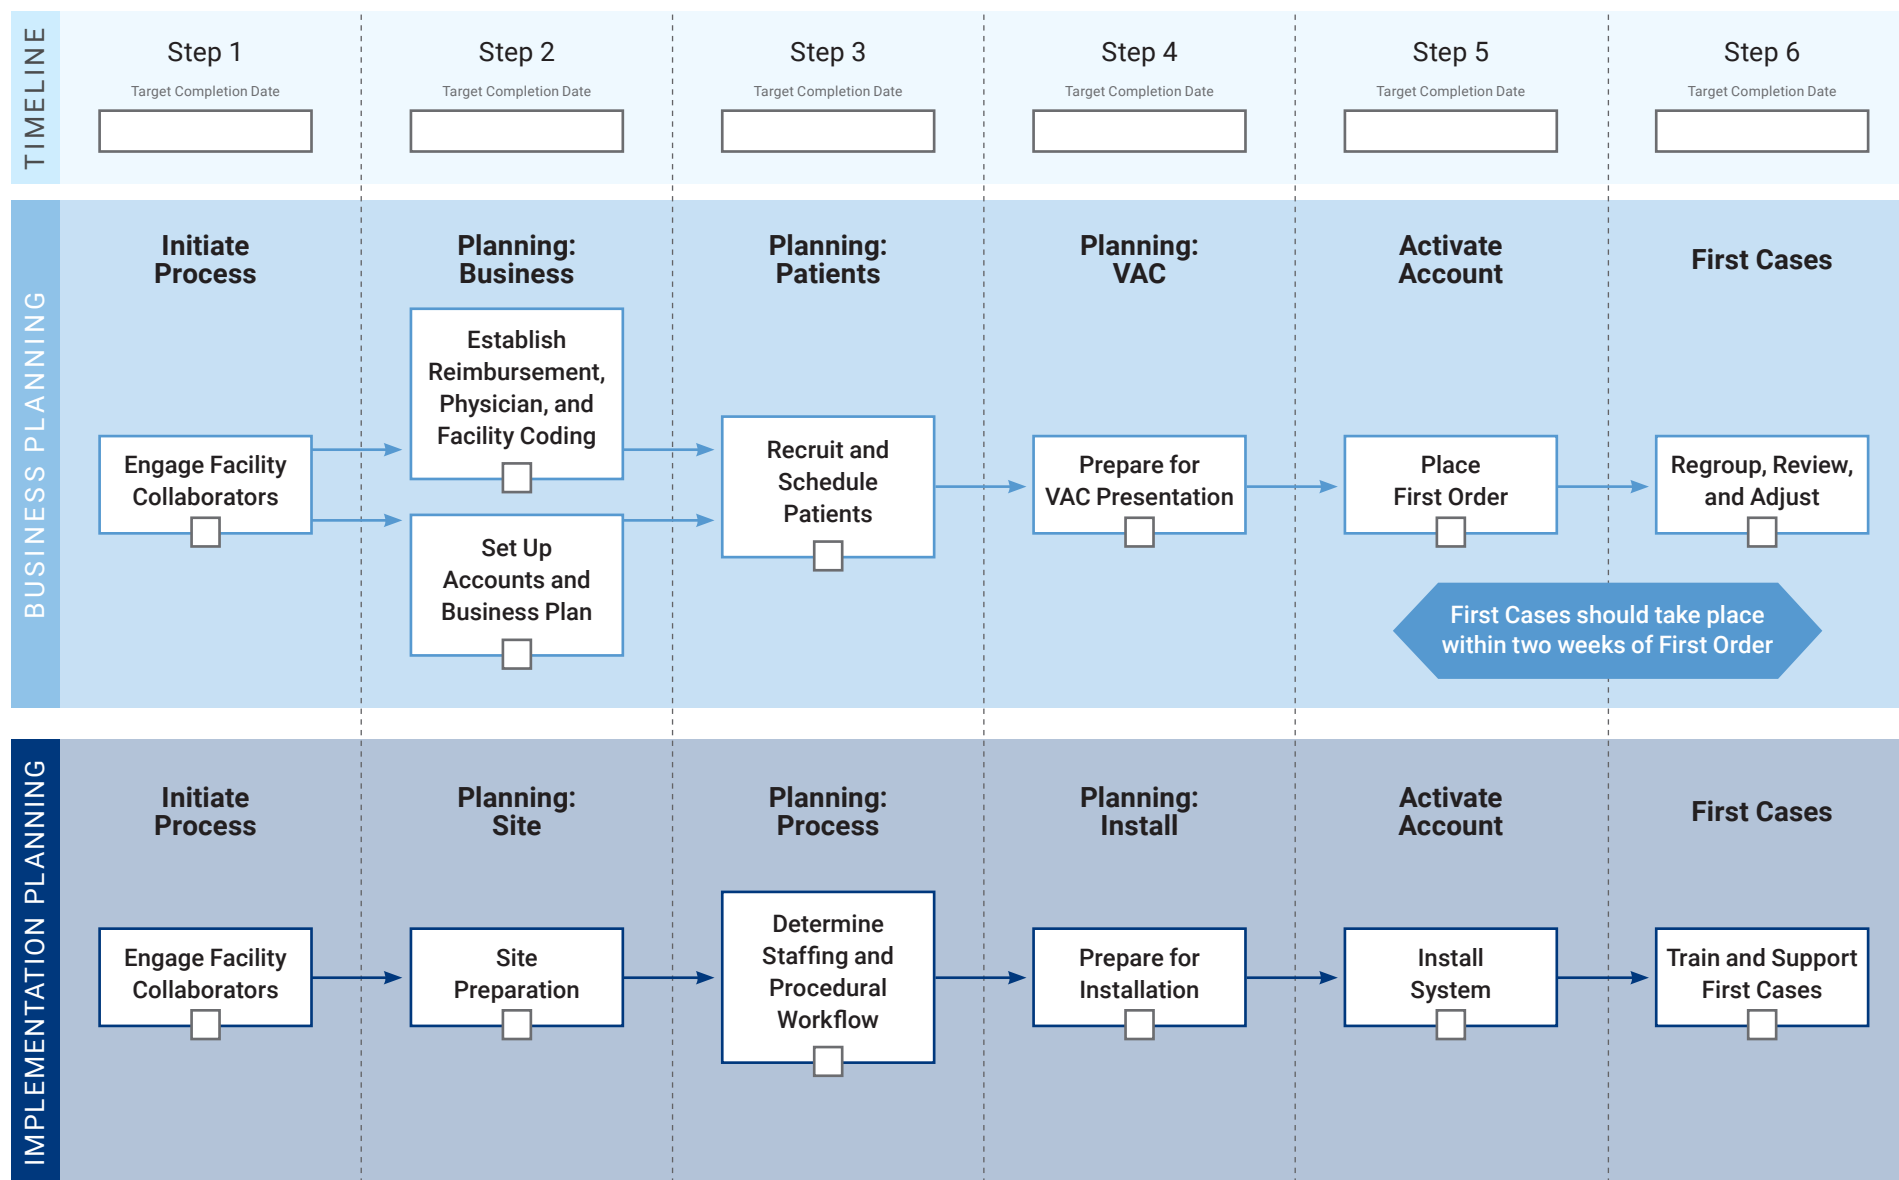 TIMELINE
Step 1
Target Completion Date
Step 2
Target Completion Date
Step 3
Target Completion Date
Step 4
Target Completion Date
Step 5
Target Completion Date
Step 6
Target Completion Date
BUSINESS PLANNING
Initiate
Process
Engage Facility
Collaborators
Planning:
Business
Establish
Reimbursement,
Physician, and
Facility Coding
Set Up
Accounts and
Business Plan
Planning:
Patients
Recruit and
Schedule
Patients
Planning:
VAC
Prepare for
VAC Presentation
Activate
Account
Place
First Order
First Cases
Regroup, Review,
and Adjust
First Cases should take place
within two weeks of First Order
IMPLEMENTATION PLANNING
Initiate
Process
Engage Facility
Collaborators
Planning:
Site
Site
Preparation
Planning:
Process
Determine
Staffing and
Procedural
Workflow
Planning:
Install
Prepare for
Installation
Activate
Account
Install
System
First Cases
Train and Support
First Cases